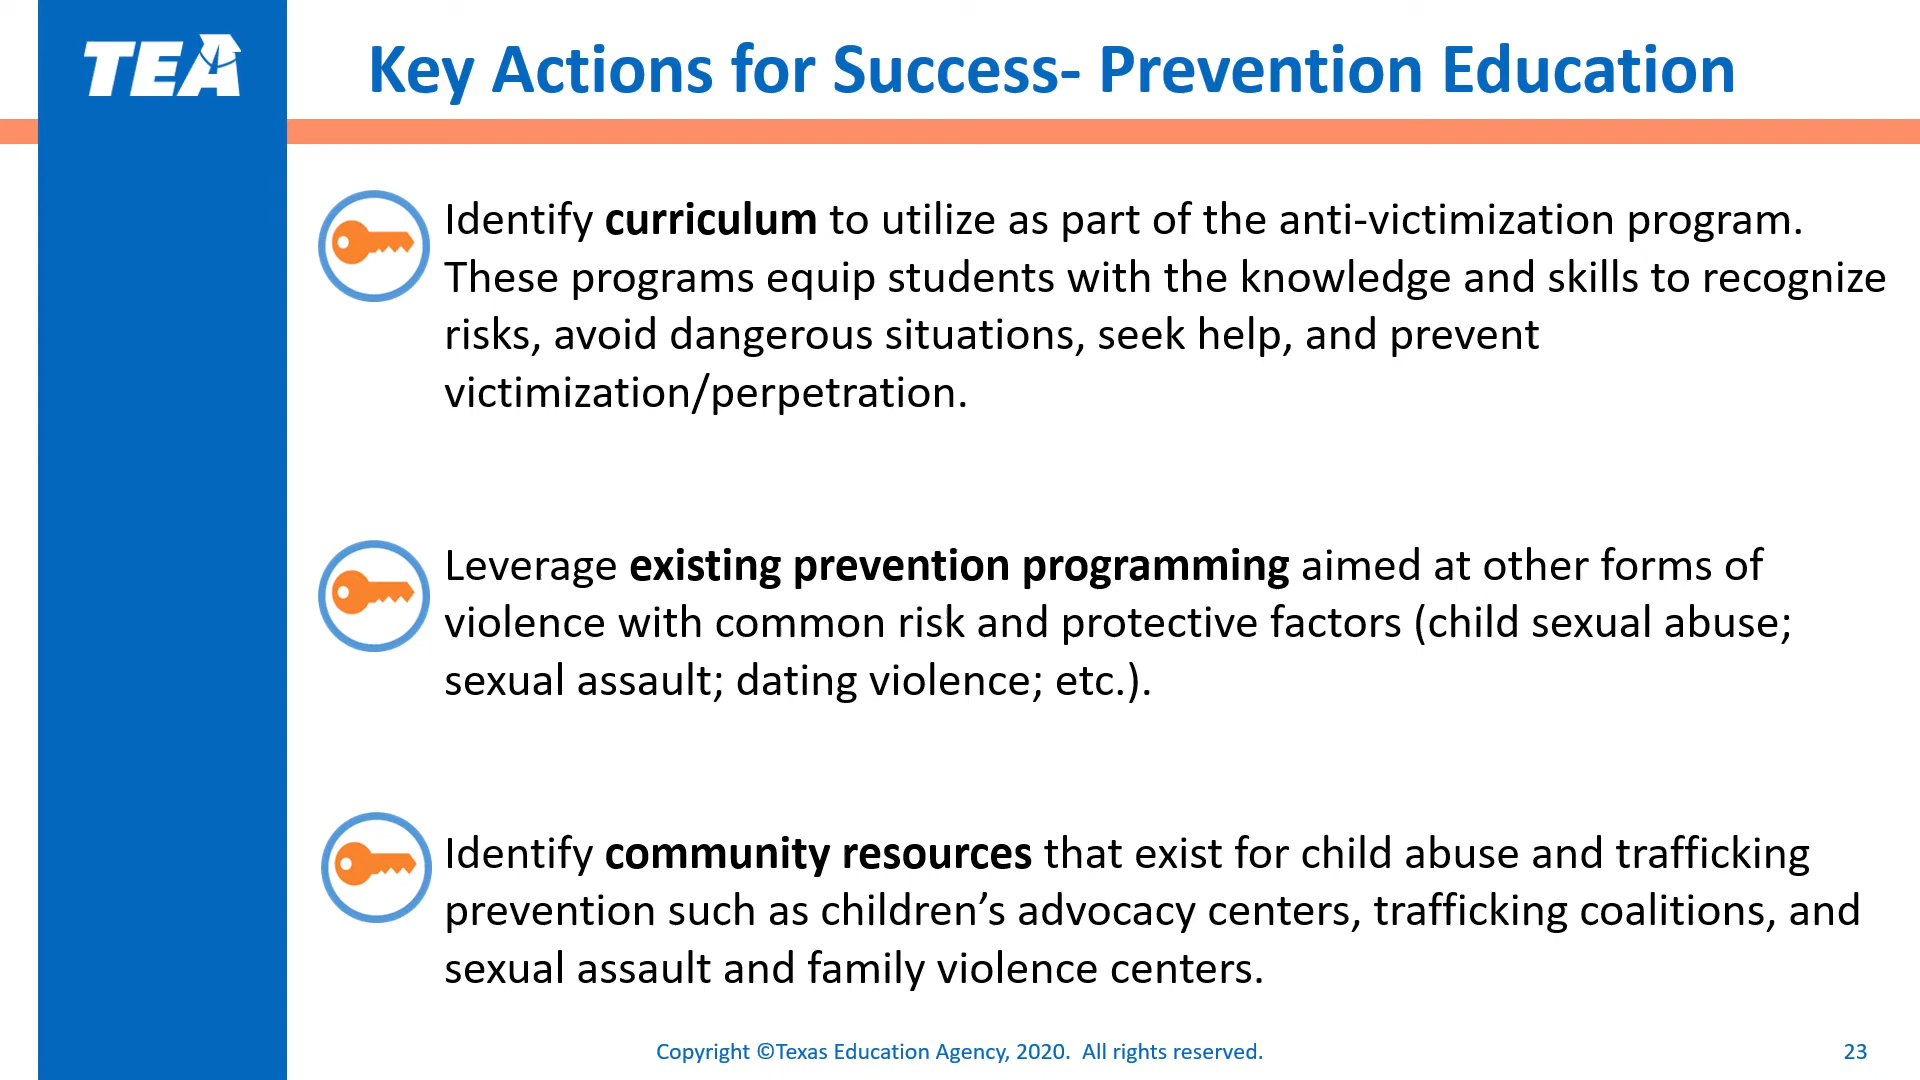 TEA
Key Actions for Success- Prevention Education
Identify curriculum to utilize as part of the anti-victimization program.
These programs equip students with the knowledge and skills to recognize
risks, avoid dangerous situations, seek help, and prevent
victimization/perpetration.
Leverage existing prevention programming aimed at other forms of
violence with common risk and protective factors (child sexual abuse;
sexual assault; dating violence; etc.).
Identify community resources that exist for child abuse and trafficking
prevention such as children’s advocacy centers, trafficking coalitions, and
sexual assault and family violence centers.
Copyright ©Texas Education Agency, 2020.  All rights reserved.
23